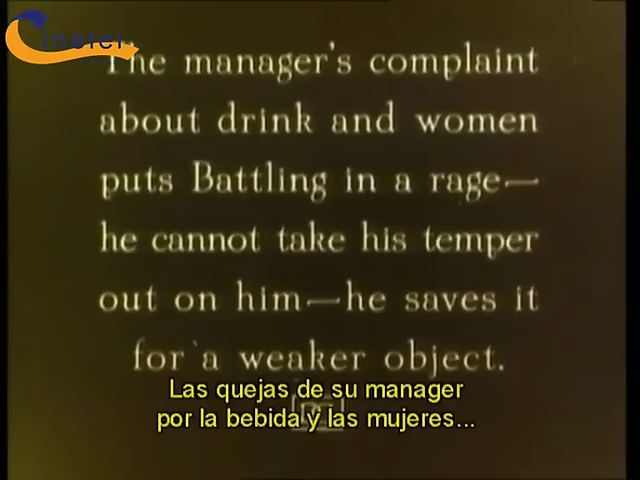 Cinetel
The manager's complaint
about drink and women
puts Battling in a rage—
he cannot take his temper
out on him—he saves it
for a weaker object.
Las quejas de su manager
por la bebida y las mujeres...